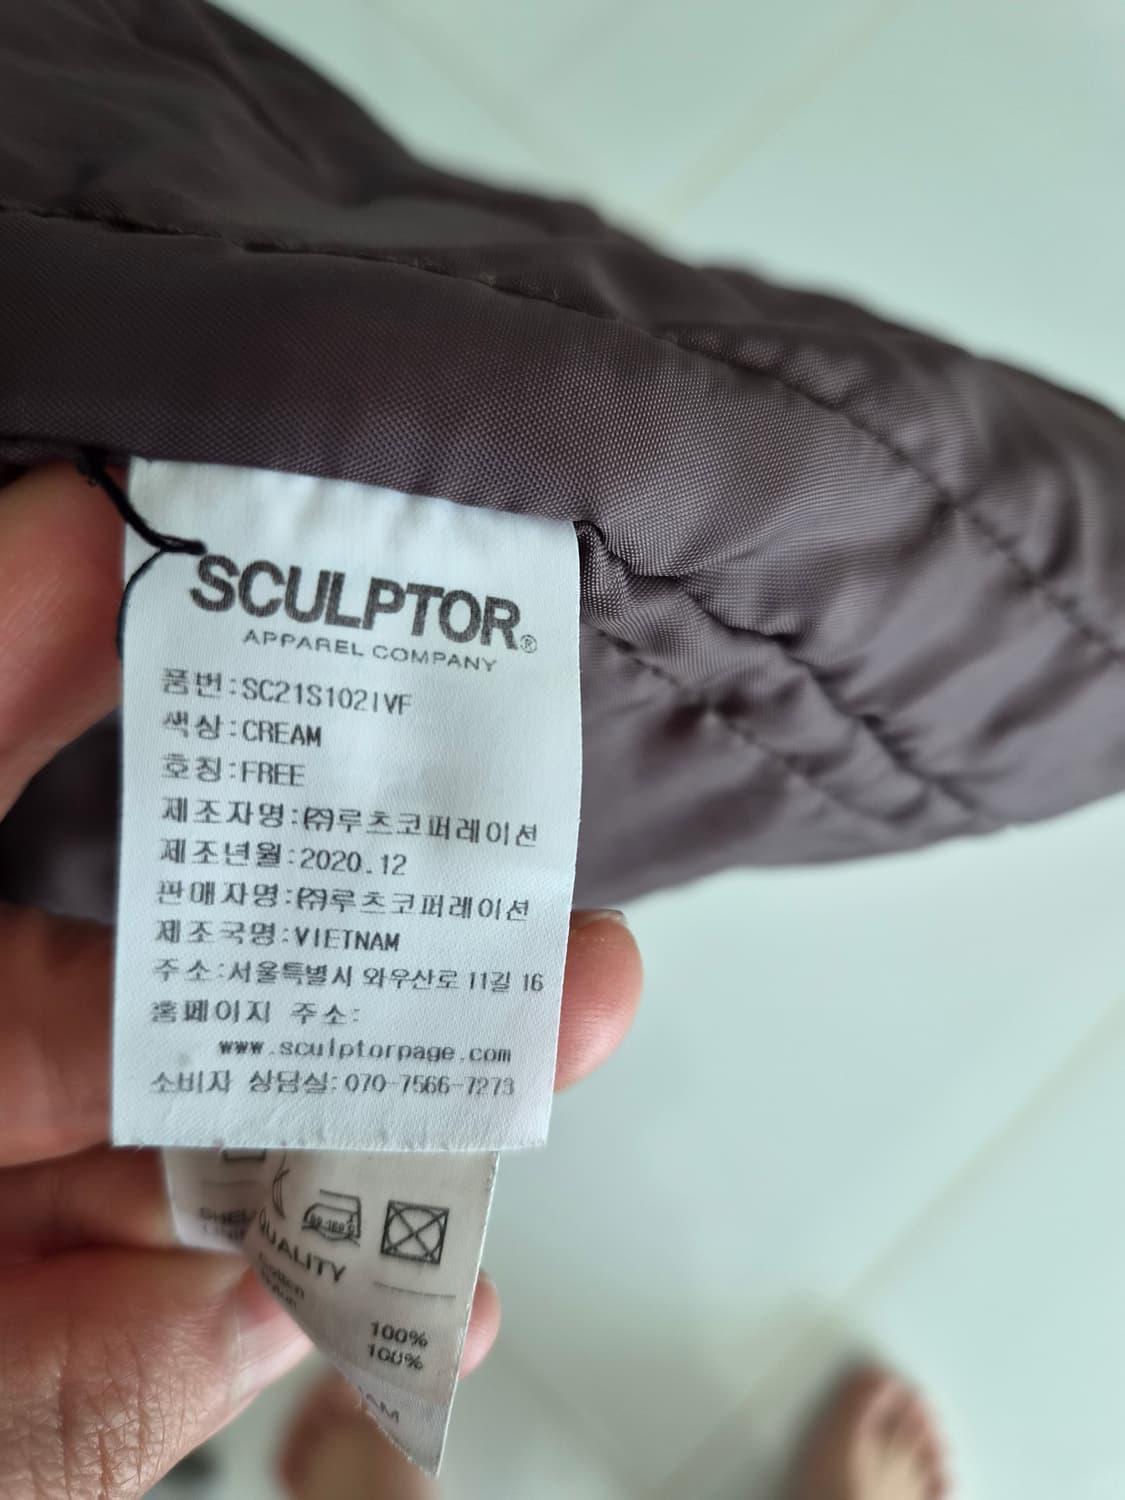 SCULPTOR®
APPAREL COMPANY
품번:SC21S102IVF
색상:CREAM
호칭:FREE
제조자명:㈜루츠코퍼레이션
제조년월:2020.12
판매자명:㈜루츠코퍼레이션
제조국명:VIETNAM
주소:서울특별시 와우산로 11길 16
홈페이지 주소:
www.sculptorpage.com
소비자 상담실:070-7566-7273
QUALITY
100%
100%